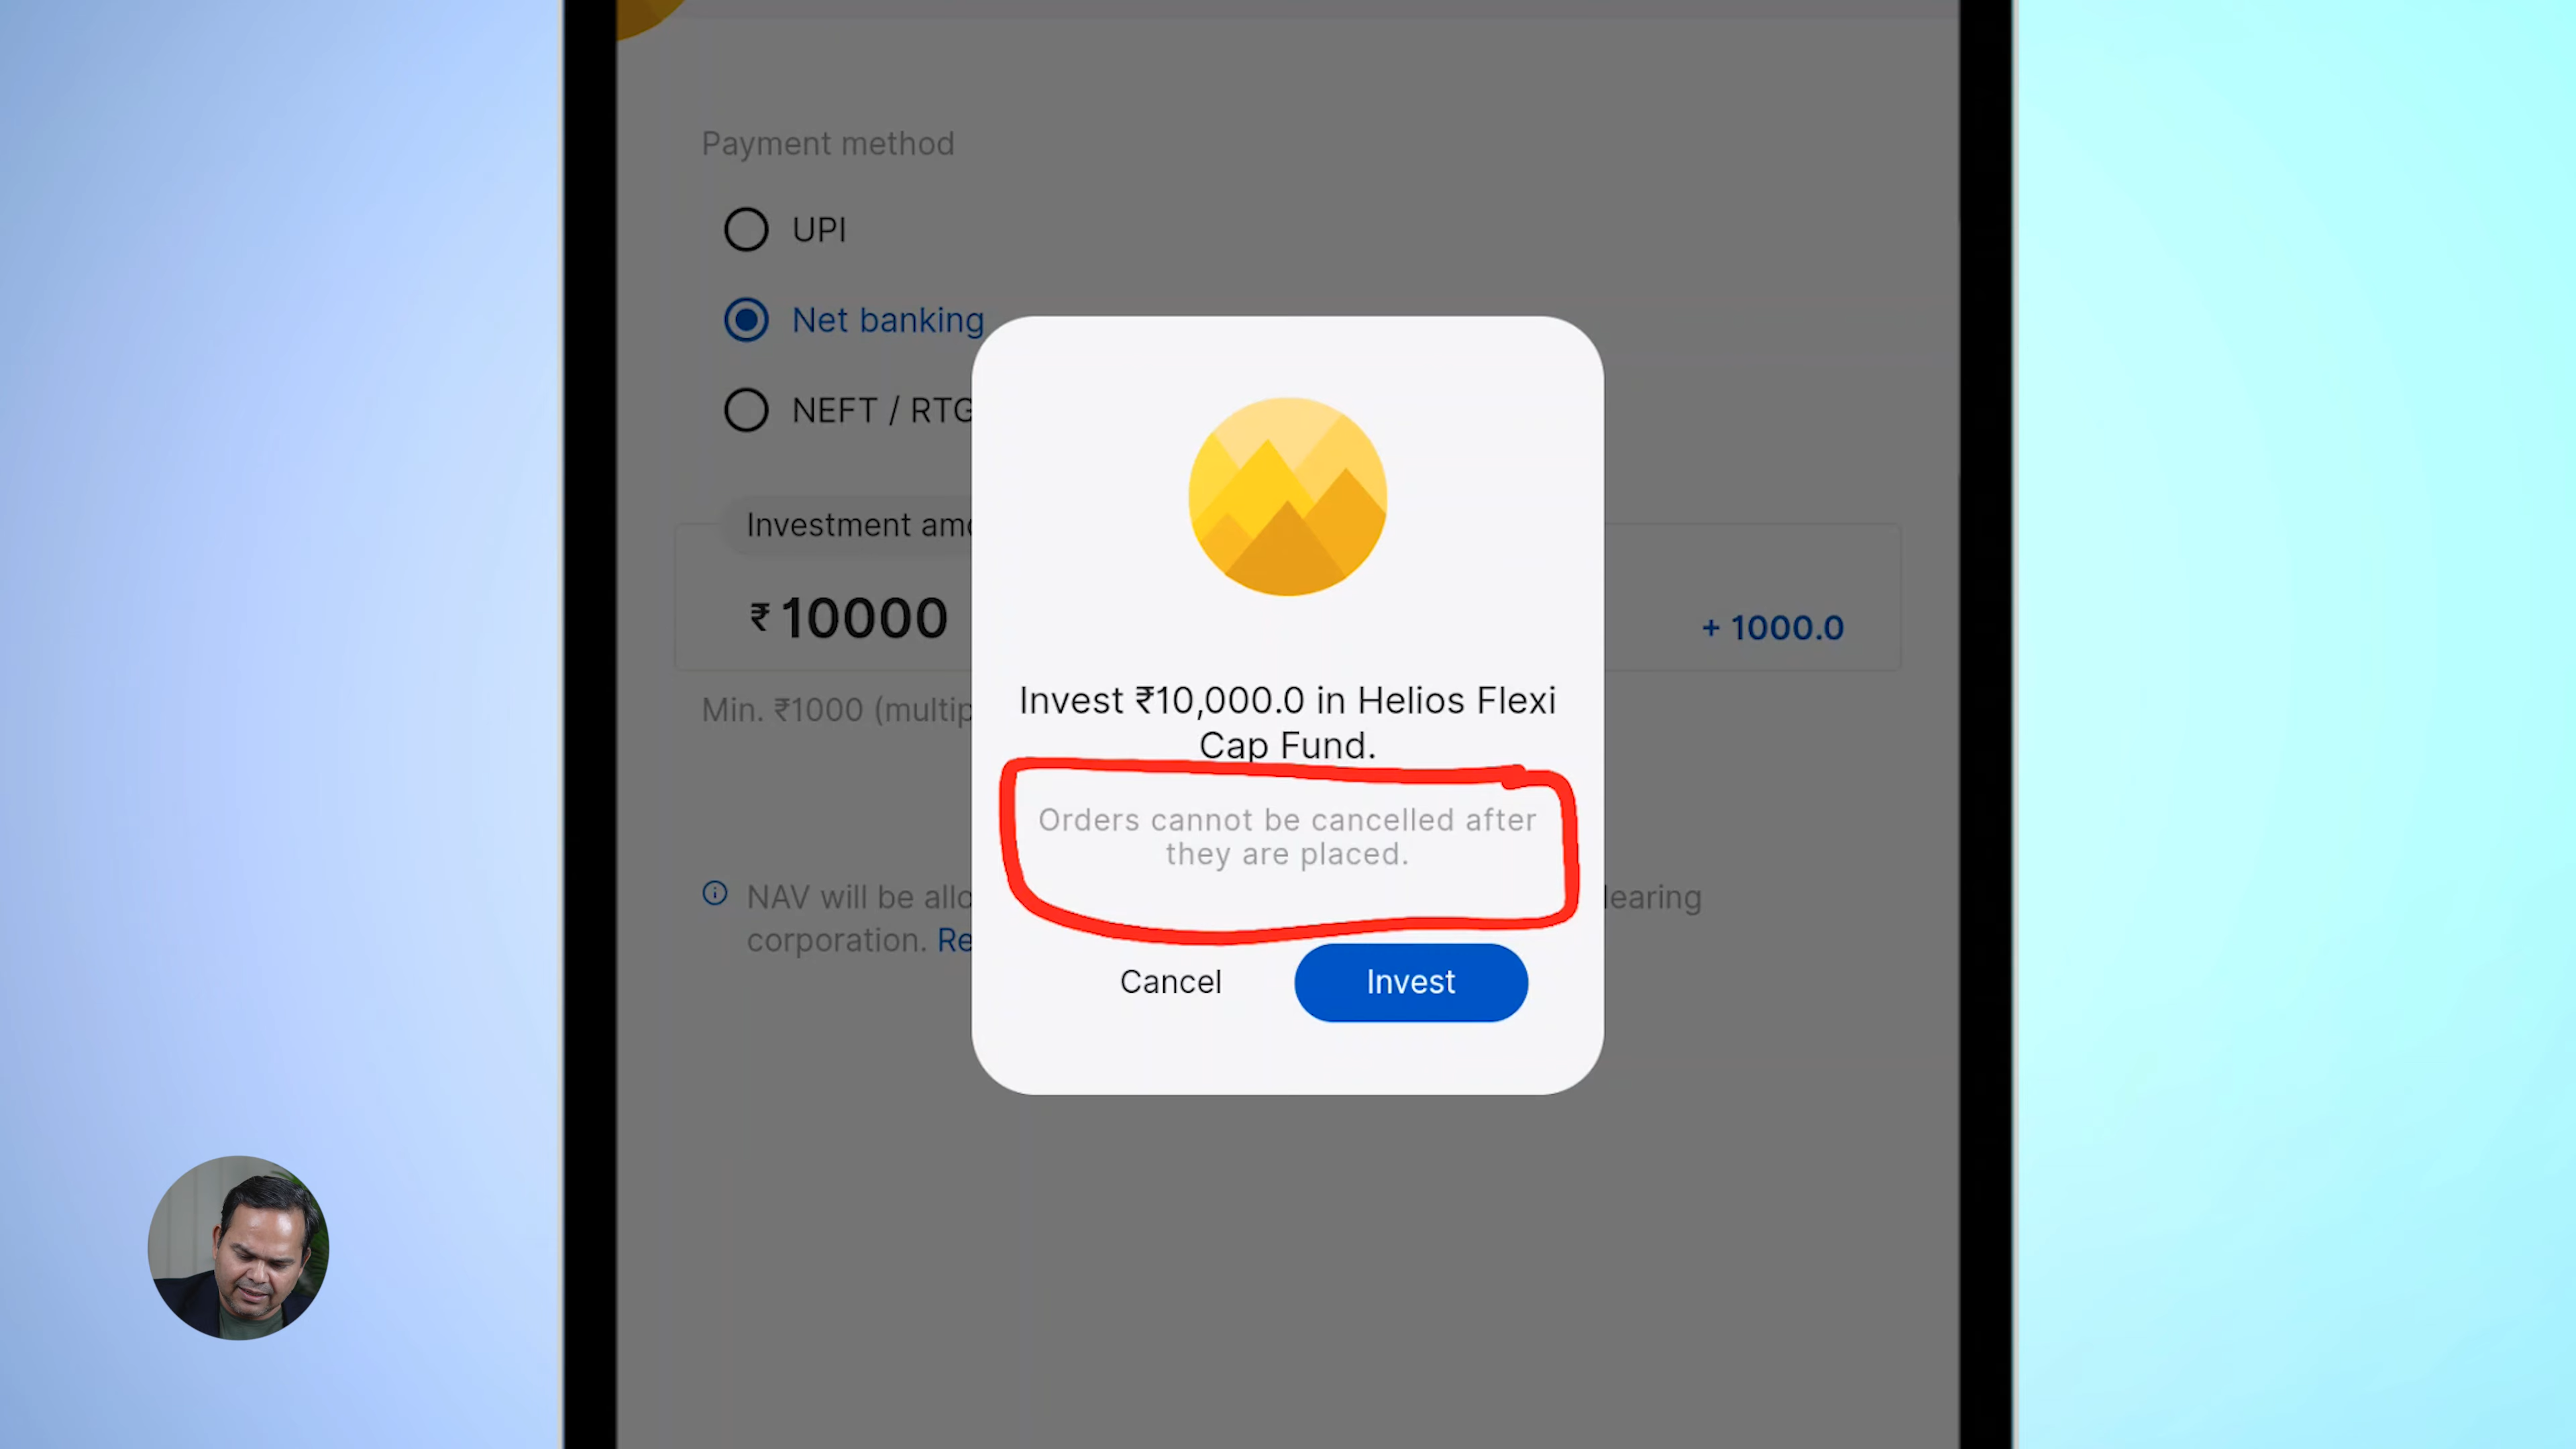 Payment method
UPI
Net banking
NEFT / RTG
Investment amo
₹ 10000
+ 1000.0
Min. ₹1000 (multip
Invest ₹10,000.0 in Helios Flexi
Cap Fund.
Orders cannot be cancelled after
they are placed.
NAV will be allo
learing
corporation. Re
Cancel
Invest